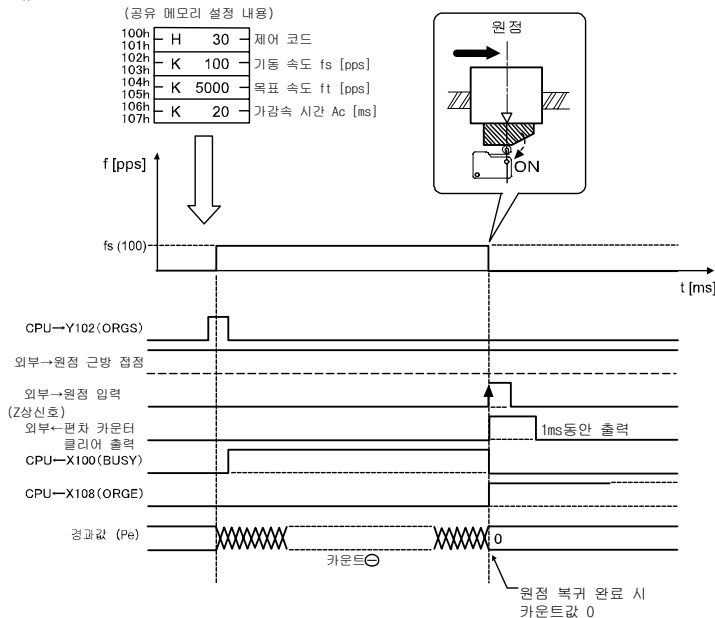 (공유 메모리 설정 내용)
100h
101h
H 30
제어 코드
102h
103h
K 100
기동 속도 fs [pps]
104h
105h
K 5000
목표 속도 ft [pps]
106h
107h
K 20
가감속 시간 Ac [ms]
원점
ON
f [pps]
fs (100)
t [ms]
CPU→Y102(ORGS)
외부→원점 근방 접점
외부→원점 입력
(Z상신호)
외부←편차 카운터
클리어 출력
1ms동안 출력
CPU←X100(BUSY)
CPU←X108(ORGE)
경과값 (Pe)
0
카운트⊖
원점 복귀 완료 시
카운트값 0